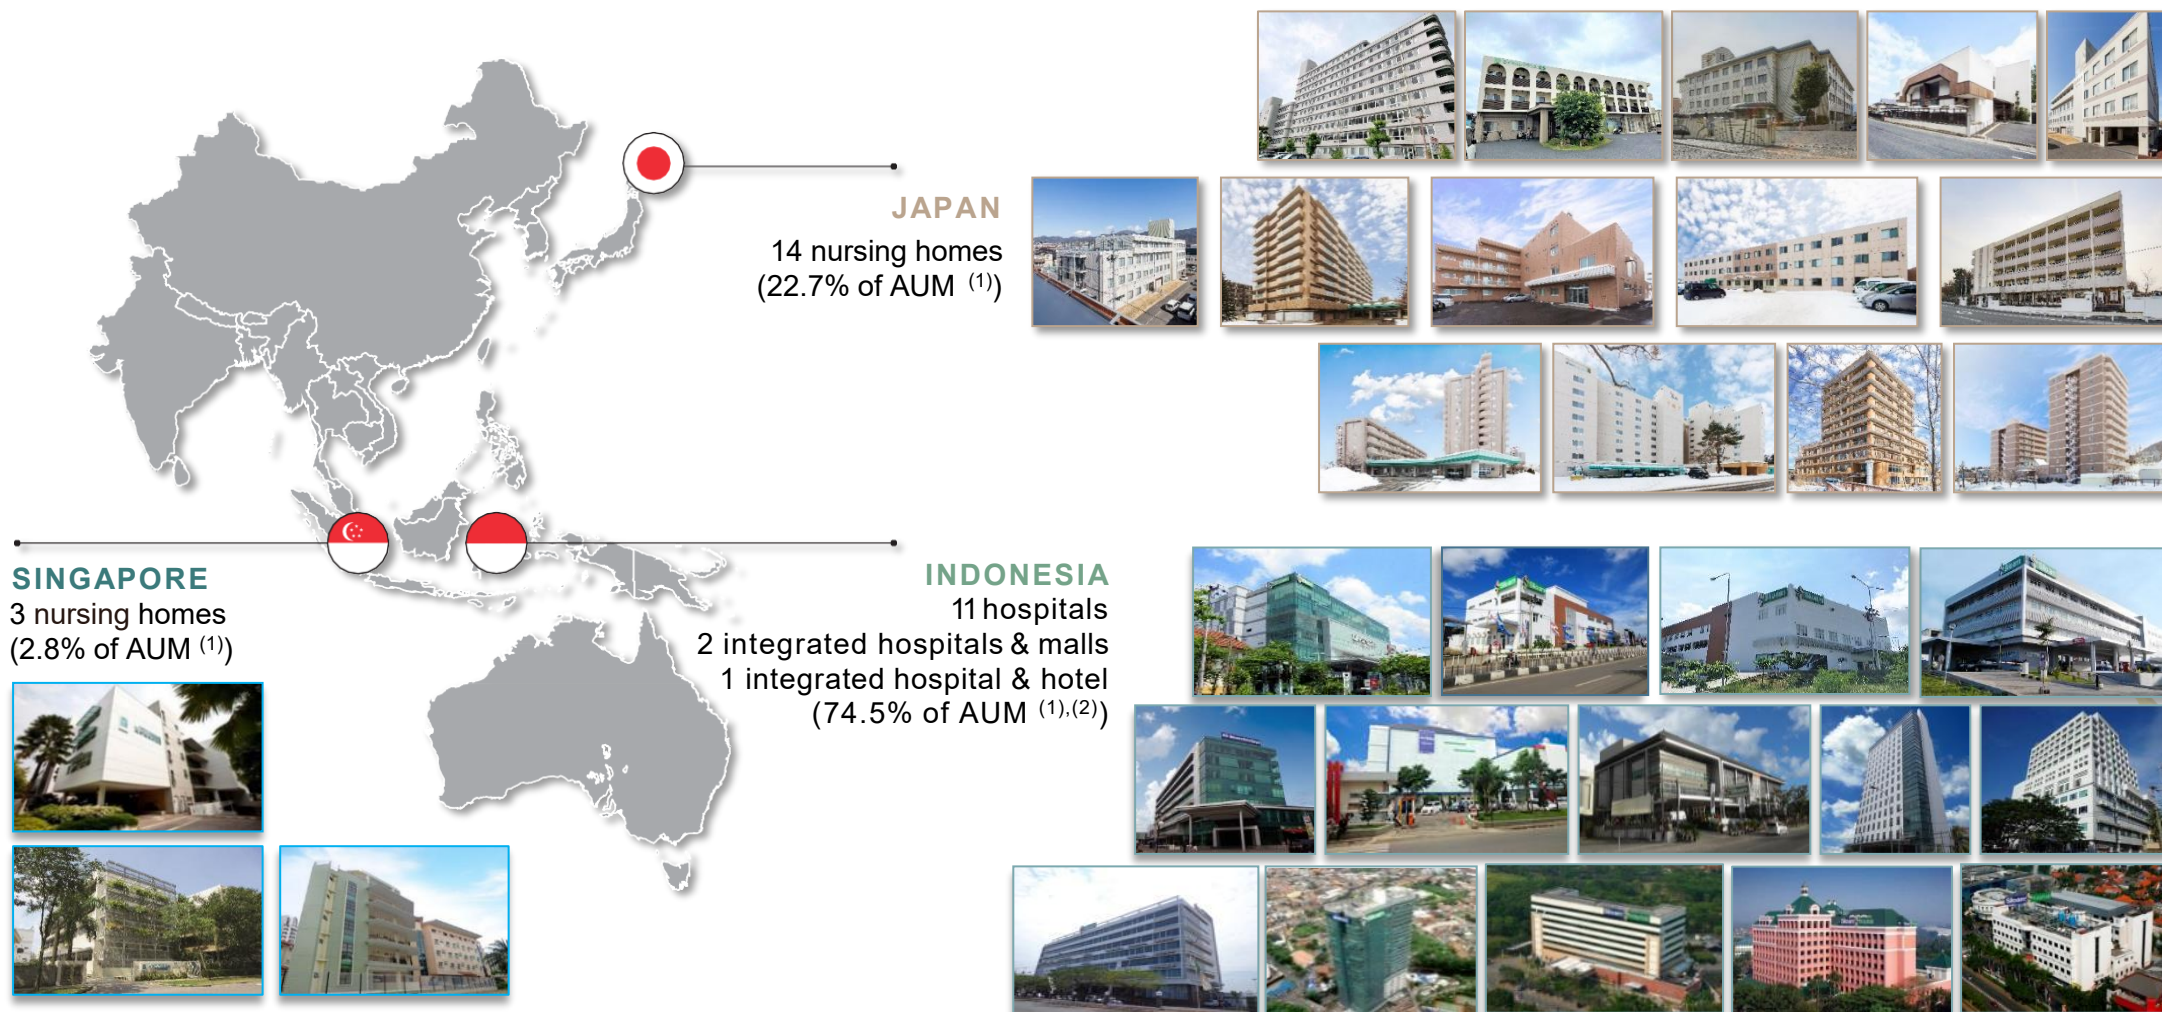 JAPAN
14 nursing homes
(22.7% of AUM (1))
SINGAPORE
3 nursing homes
(2.8% of AUM (1))
INDONESIA
11 hospitals
2 integrated hospitals & malls
1 integrated hospital & hotel
(74.5% of AUM (1),(2))